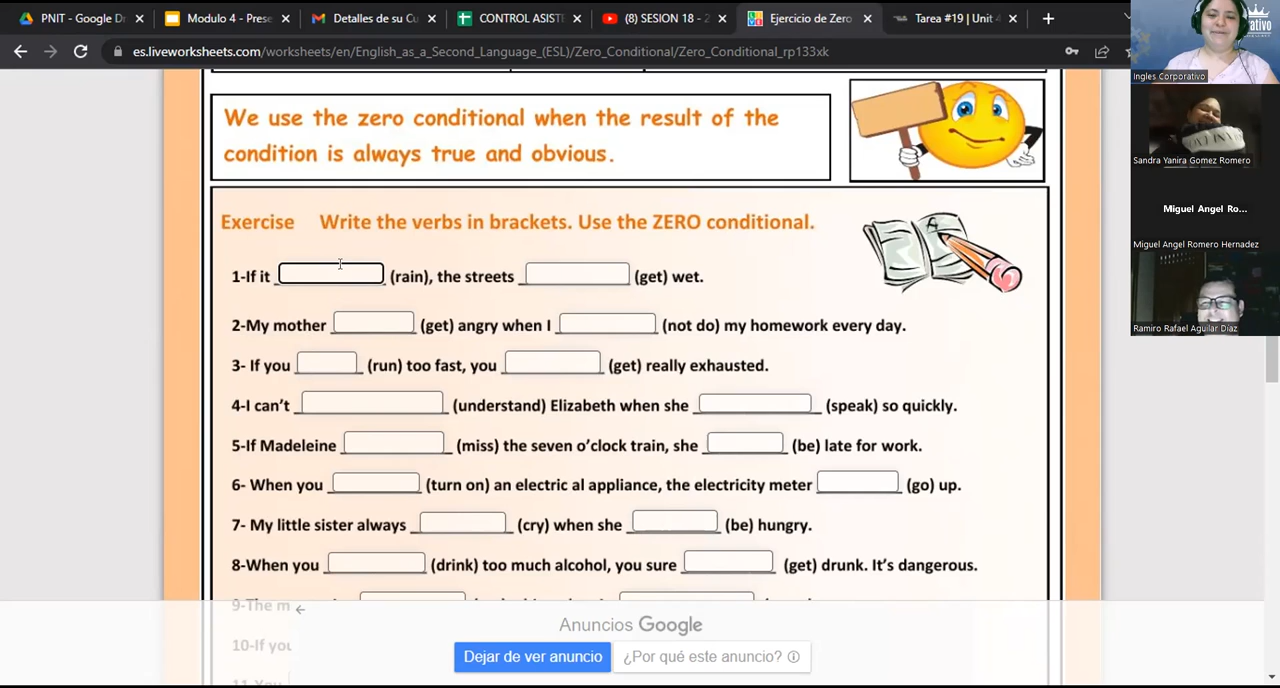 PNIT - Google Dr
Modulo 4 - Prese
Detalles de su Cu
CONTROL ASIST
(8) SESION 18 - 2
Ejercicio de Zero
Tarea #19 | Unit 4
es.liveworksheets.com/worksheets/en/English_as_a_Second_Language_(ESL)/Zero_Conditional/Zero_Conditional_rp133xk
Ingles Corporativo
Sandra Yanira Gomez Romero
Miguel Angel Ro...
Miguel Angel Romero Hernadez
Ramiro Rafael Aguilar Díaz
We use the zero conditional when the result of the
condition is always true and obvious.
Exercise Write the verbs in brackets. Use the ZERO conditional.
1-If it (rain), the streets (get) wet.
2-My mother (get) angry when I (not do) my homework every day.
3- If you (run) too fast, you (get) really exhausted.
4-I can't (understand) Elizabeth when she (speak) so quickly.
5-If Madeleine (miss) the seven o'clock train, she (be) late for work.
6- When you (turn on) an electric al appliance, the electricity meter (go) up.
7- My little sister always (cry) when she (be) hungry.
8-When you (drink) too much alcohol, you sure (get) drunk. It's dangerous.
9-The m
10-If you
Anuncios Google
Dejar de ver anuncio
¿Por qué este anuncio?